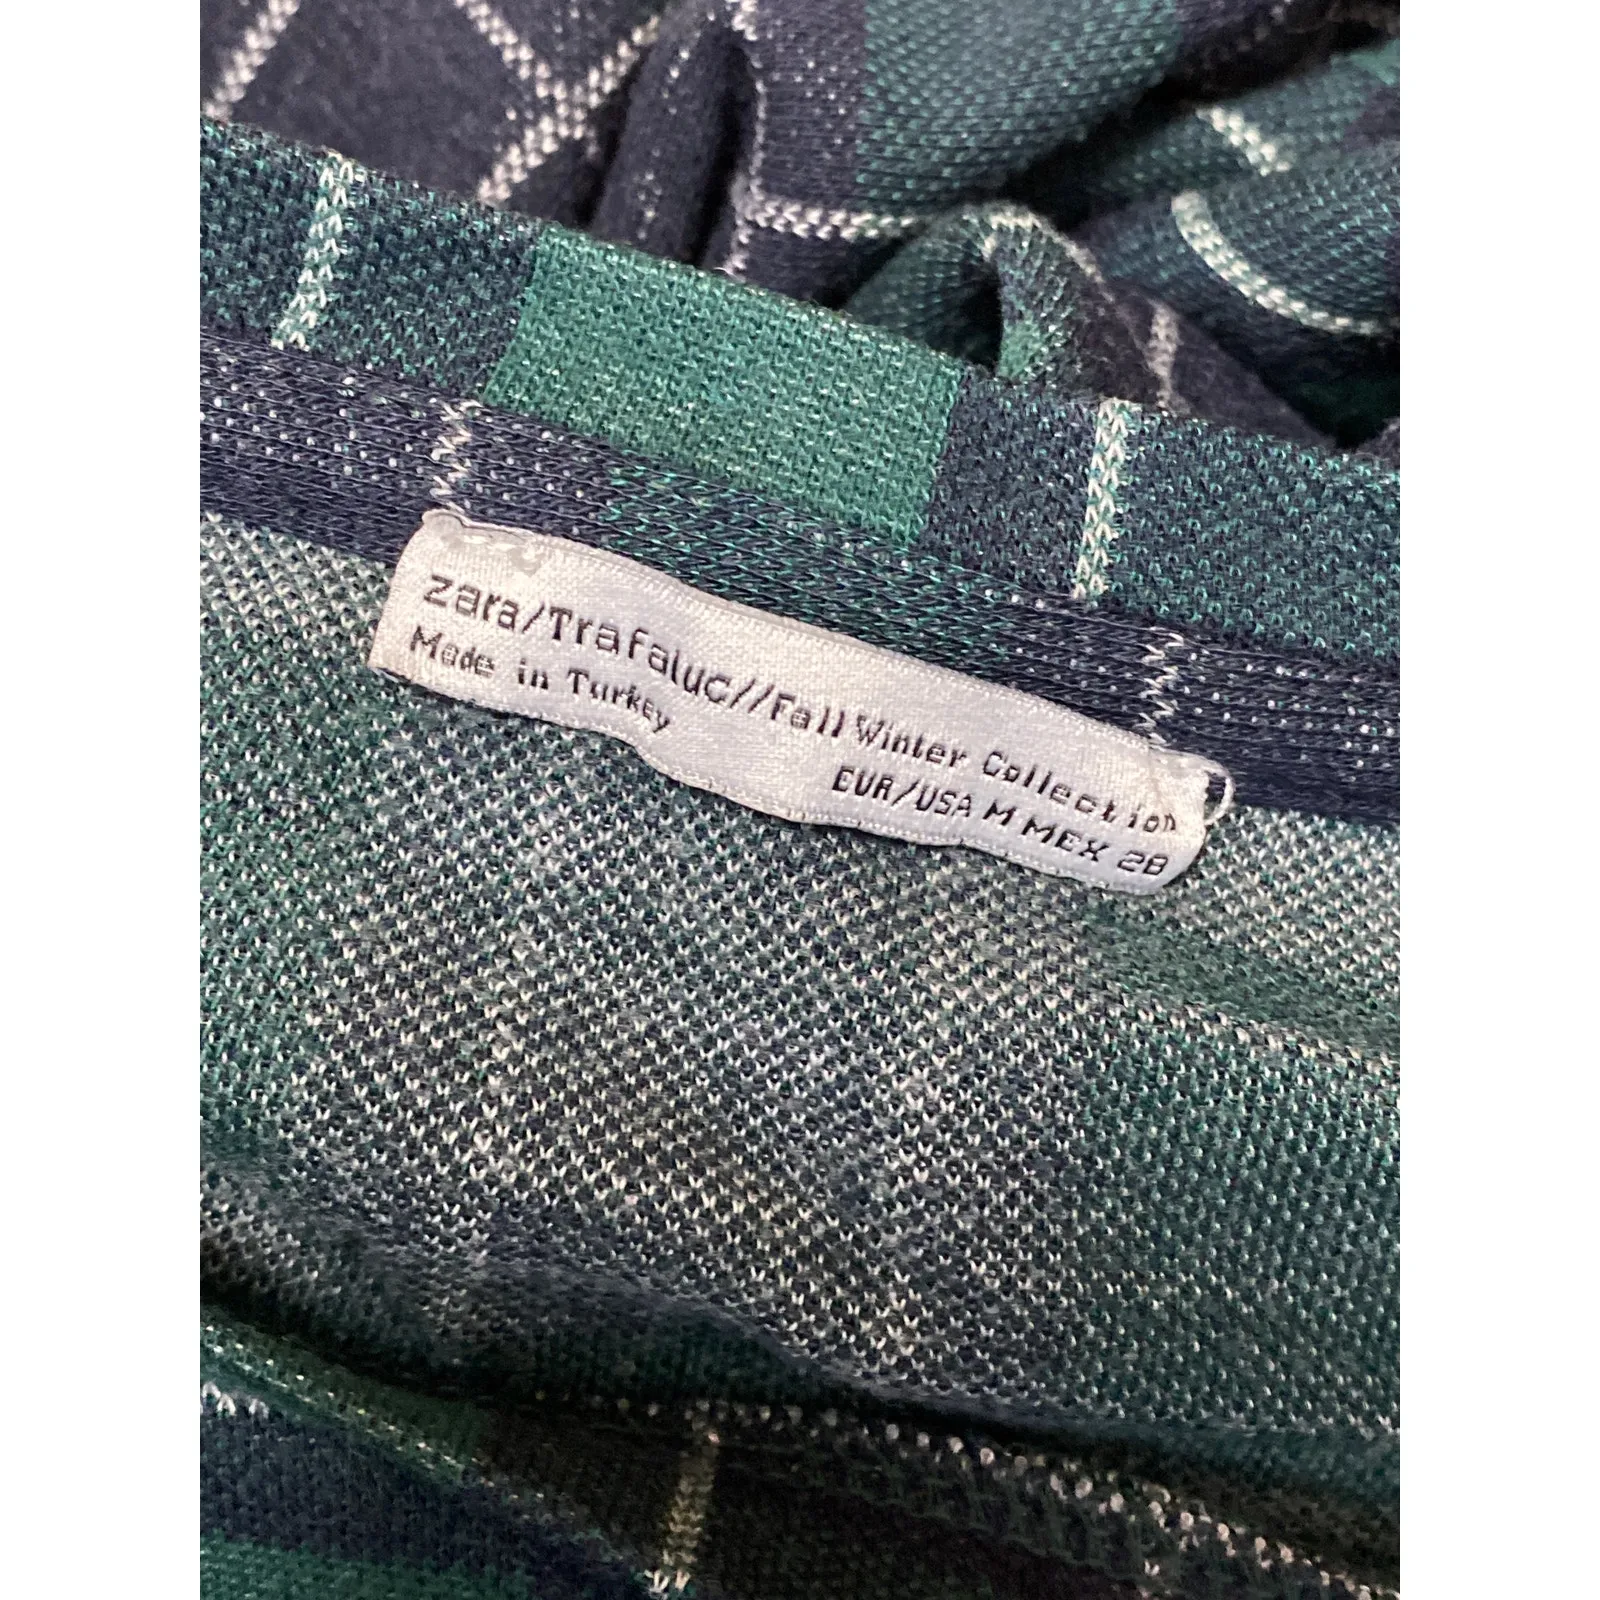 zara/Trafaluc//Fall Winter Collection
Made in Turkey
EUR/USA M MEX 28